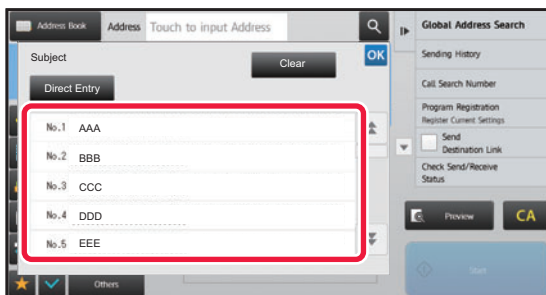 Address Book Address Touch to input Address
Subject
Clear
OK
Direct Entry
No.1 AAA
No.2 BBB
No.3 CCC
No.4 DDD
No.5 EEE
Others
Global Address Search
Sending History
Call Search Number
Program Registration
Register Current Settings
Send
Destination Link
Check Send/Receive
Status
Preview
CA
Start